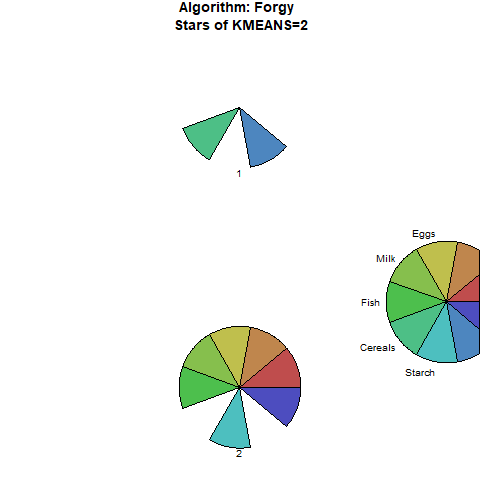 Algorithm: Forgy
Stars of KMEANS=2
1
Eggs
Milk
Fish
Cereals
Starch
2